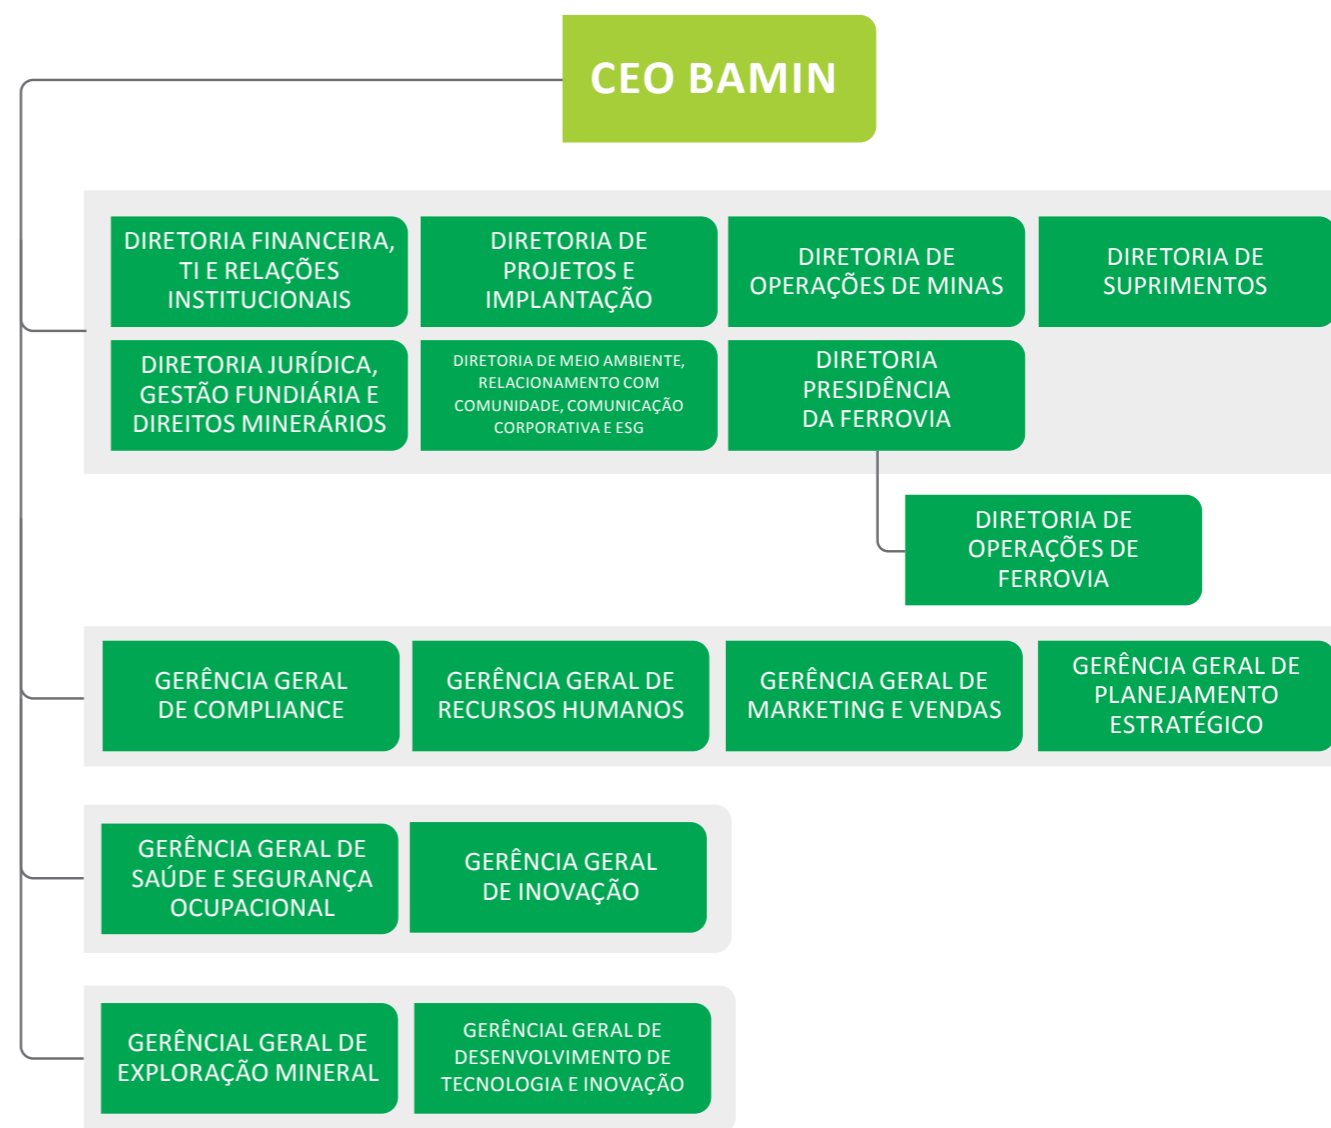 CEO BAMIN
DIRETORIA FINANCEIRA,
TI E RELAÇÕES
INSTITUCIONAIS
DIRETORIA DE
PROJETOS E
IMPLANTAÇÃO
DIRETORIA DE
OPERAÇÕES DE MINAS
DIRETORIA DE
SUPRIMENTOS
DIRETORIA JURÍDICA,
GESTÃO FUNDIÁRIA E
DIREITOS MINERÁRIOS
DIRETORIA DE MEIO AMBIENTE,
RELACIONAMENTO COM
COMUNIDADE, COMUNICAÇÃO
CORPORATIVA E ESG
DIRETORIA
PRESIDÊNCIA
DA FERROVIA
DIRETORIA DE
OPERAÇÕES DE
FERROVIA
GERÊNCIA GERAL
DE COMPLIANCE
GERÊNCIA GERAL DE
RECURSOS HUMANOS
GERÊNCIA GERAL DE
MARKETING E VENDAS
GERÊNCIA GERAL DE
PLANEJAMENTO
ESTRATÉGICO
GERÊNCIA GERAL DE
SAÚDE E SEGURANÇA
OCUPACIONAL
GERÊNCIA GERAL
DE INOVAÇÃO
GERÊNCIAL GERAL DE
EXPLORAÇÃO MINERAL
GERÊNCIAL GERAL DE
DESENVOLVIMENTO DE
TECNOLOGIA E INOVAÇÃO